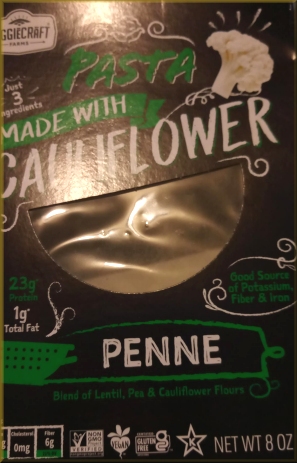 GGIECRAFT
FARMS
PASTA
Just
3
ngredients
MADE WITH
CAULIFLOWER
23g
Protein
1g*
Total Fat
Good Source
of Potassium,
Fiber & Iron
PENNE
Blend of Lentil, Pea & Cauliflower Flours
g
Cholesterol
0mg
Fiber
6g
NON
GMO
VEGAN
GLUTEN
FREE
K
NET WT 8 OZ